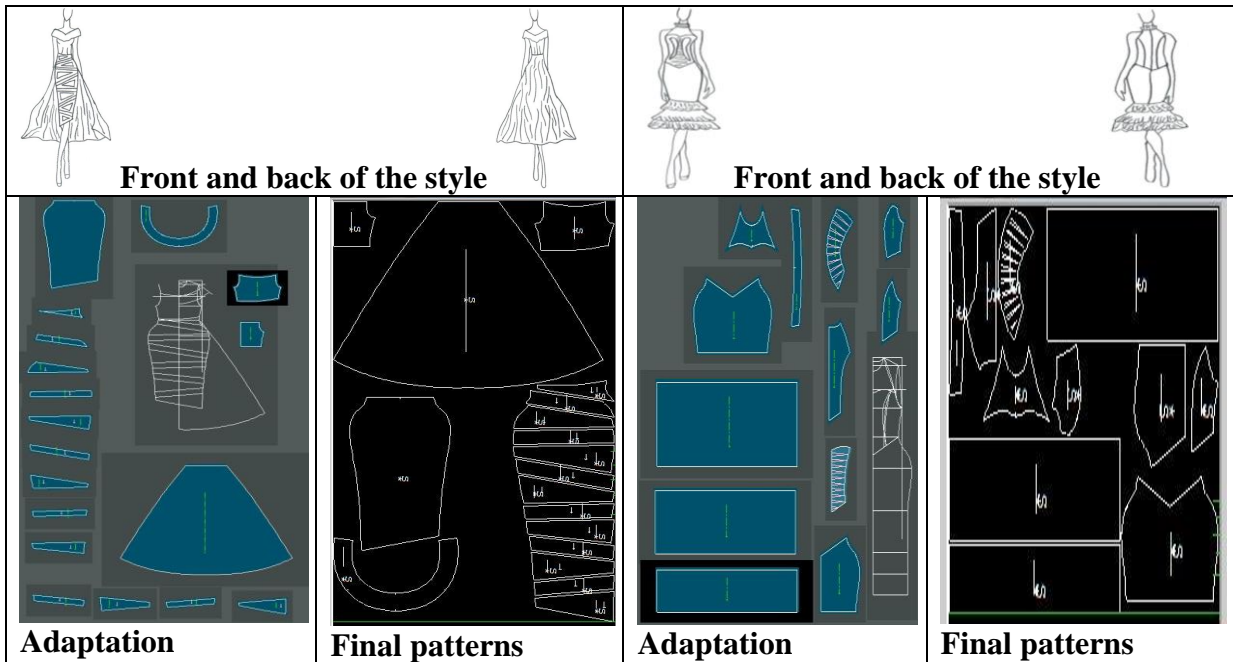 Front and back of the style
Front and back of the style
Adaptation
Final patterns
Adaptation
Final patterns